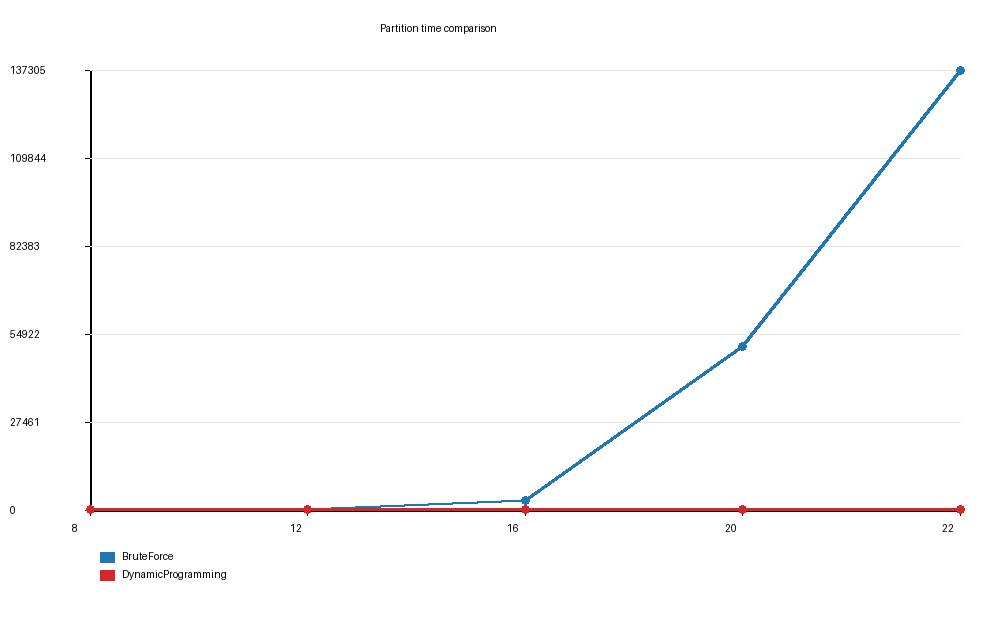 Partition time comparison
137305
109844
82383
54922
27461
0
8 12 16 20 22
BruteForce
DynamicProgramming